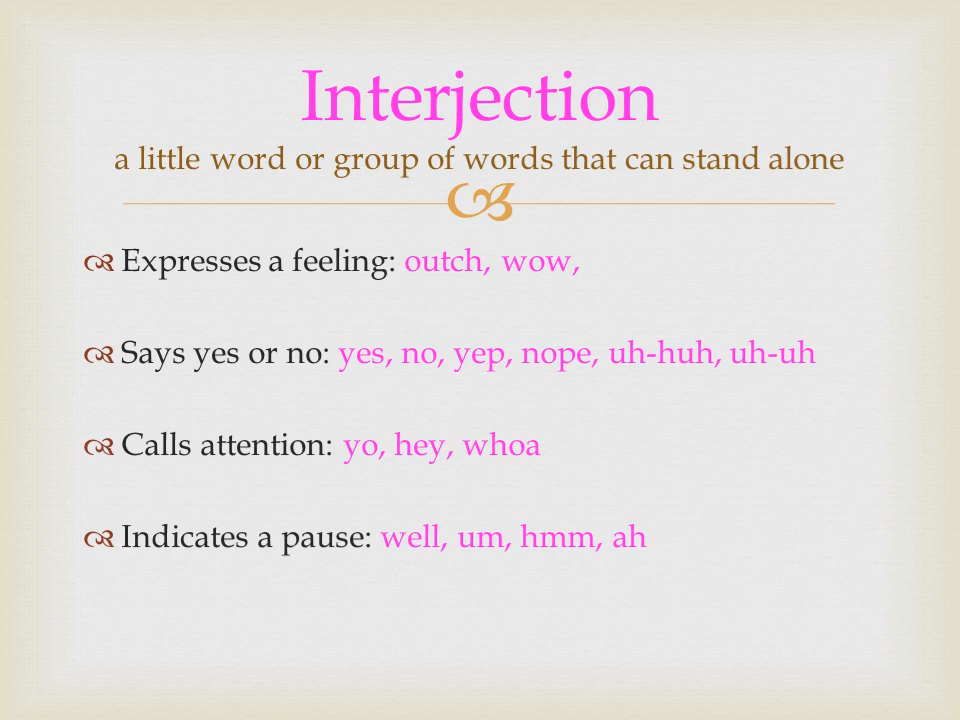 Interjection
a little word or group of words that can stand alone
Expresses a feeling: outch, wow,
Says yes or no: yes, no, yep, nope, uh-huh, uh-uh
Calls attention: yo, hey, whoa
Indicates a pause: well, um, hmm, ah